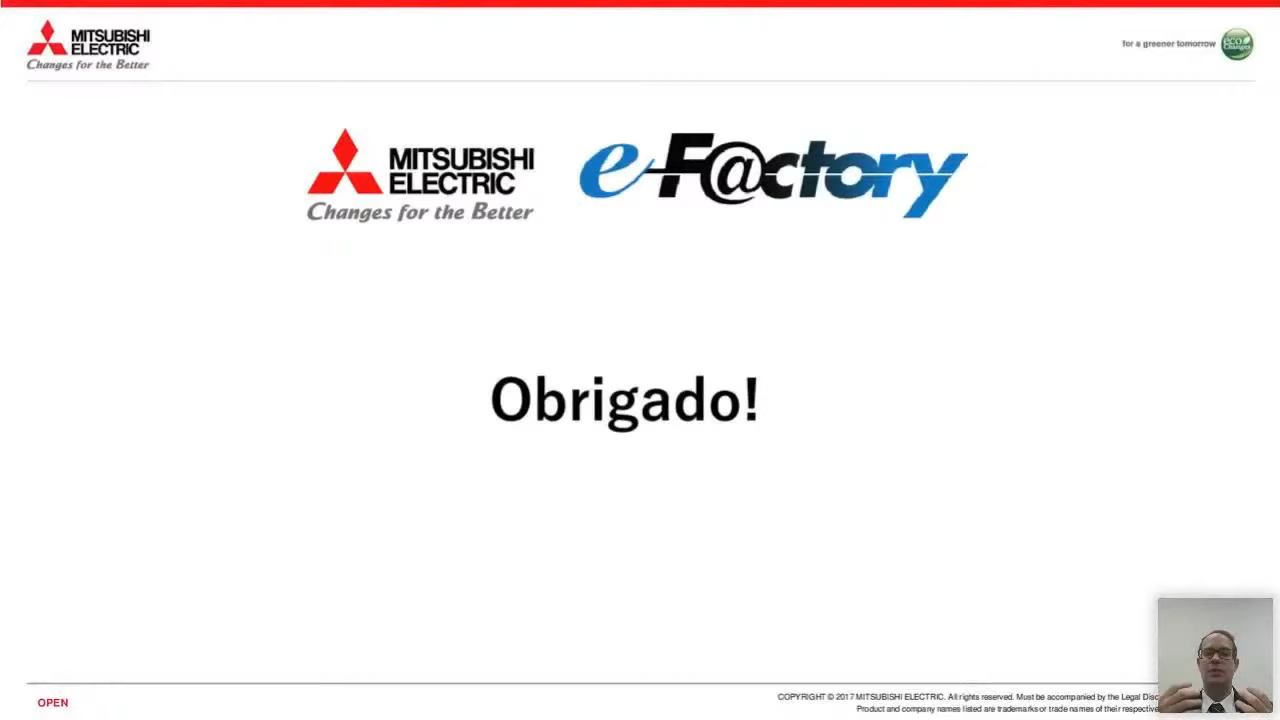 MITSUBISHI
ELECTRIC
Changes for the Better
for a greener tomorrow
eco
Changes
MITSUBISHI
ELECTRIC
Changes for the Better
e-F@ctory
Obrigado!
OPEN
COPYRIGHT © 2017 MITSUBISHI ELECTRIC. All rights reserved. Must be accompanied by the Legal
Product and company names listed are trademarks or trade names of their respective